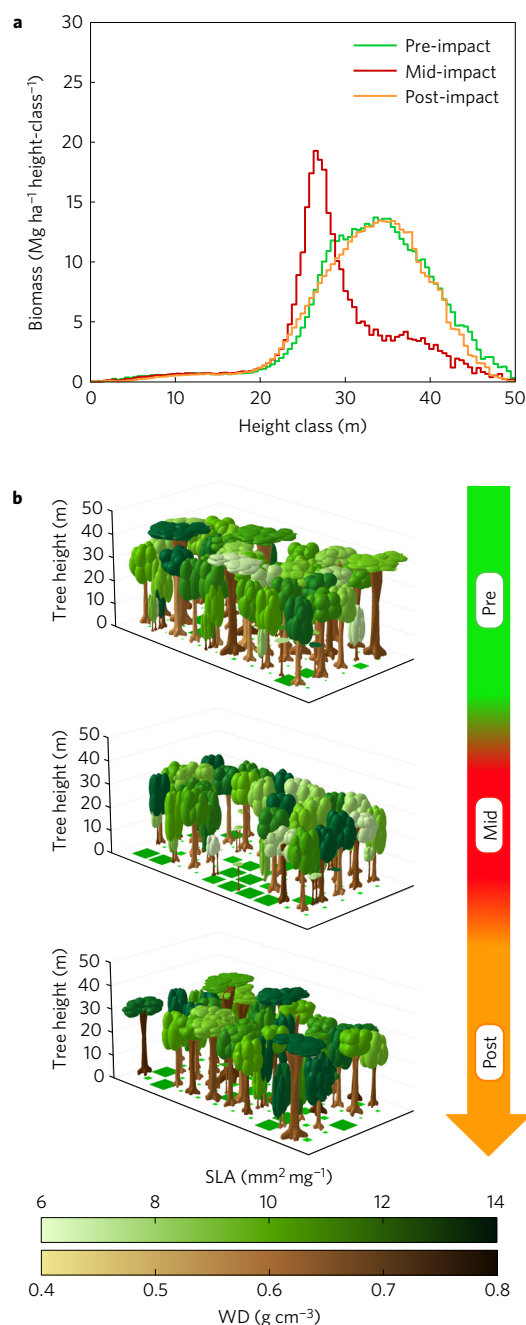 a
30
25
20
15
10
5
0
Biomass (Mg ha⁻¹ height-class⁻¹)
Pre-impact
Mid-impact
Post-impact
0 10 20 30 40 50
Height class (m)
b
50
40
30
20
10
0
Tree height (m)
Pre
50
40
30
20
10
0
Tree height (m)
Mid
50
40
30
20
10
0
Tree height (m)
Post
SLA (mm² mg⁻¹)
6 8 10 12 14
0.4 0.5 0.6 0.7 0.8
WD (g cm⁻³)